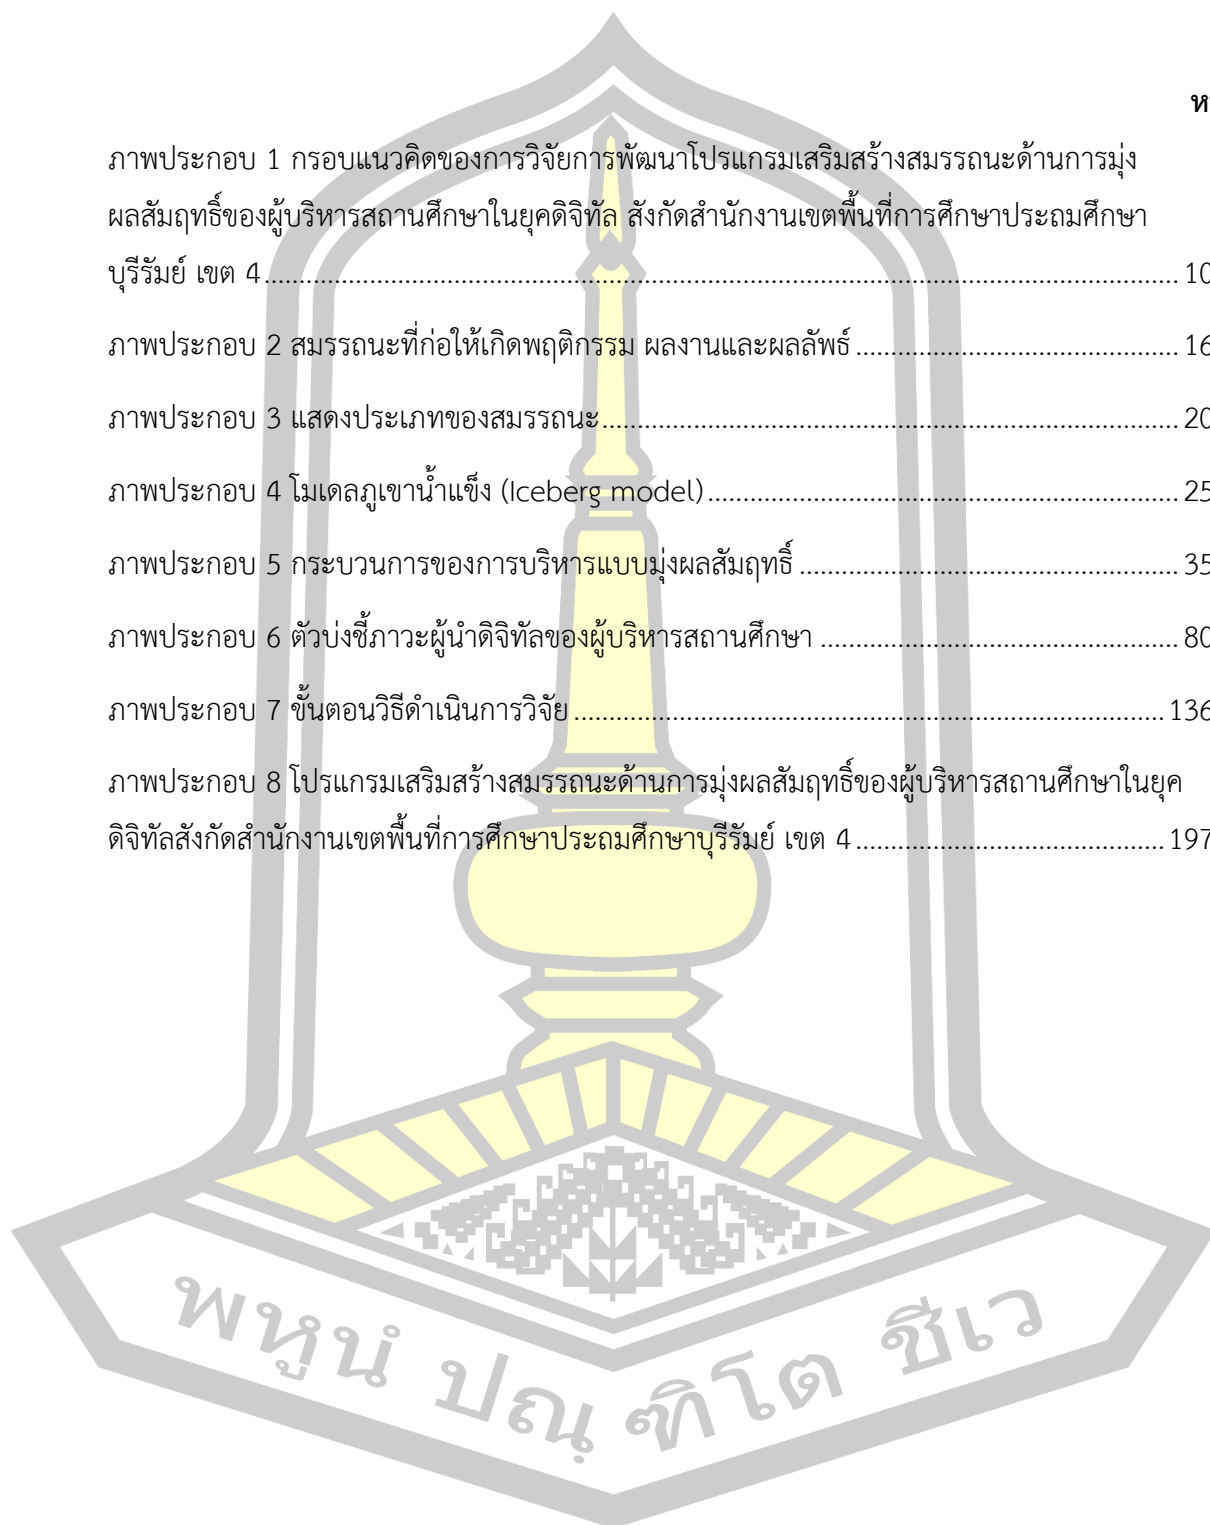 ห
ภาพประกอบ 1 กรอบแนวคิดของการวิจัยการพัฒนาโปรแกรมเสริมสร้างสมรรถนะด้านการมุ่ง
ผลสัมฤทธิ์ของผู้บริหารสถานศึกษาในยุคดิจิทัล สังกัดสำนักงานเขตพื้นที่การศึกษาประถมศึกษา
บุรีรัมย์ เขต 4 ........................................................................ 10
ภาพประกอบ 2 สมรรถนะที่ก่อให้เกิดพฤติกรรม ผลงานและผลลัพธ์ ........................................ 16
ภาพประกอบ 3 แสดงประเภทของสมรรถนะ ........................................ 20
ภาพประกอบ 4 โมเดลภูเขาน้ำแข็ง (Iceberg model) ........................................ 25
ภาพประกอบ 5 กระบวนการของการบริหารแบบมุ่งผลสัมฤทธิ์ ........................................ 35
ภาพประกอบ 6 ตัวบ่งชี้ภาวะผู้นำดิจิทัลของผู้บริหารสถานศึกษา ........................................ 80
ภาพประกอบ 7 ขั้นตอนวิธีดำเนินการวิจัย ........................................ 136
ภาพประกอบ 8 โปรแกรมเสริมสร้างสมรรถนะด้านการมุ่งผลสัมฤทธิ์ของผู้บริหารสถานศึกษาในยุค
ดิจิทัลสังกัดสำนักงานเขตพื้นที่การศึกษาประถมศึกษาบุรีรัมย์ เขต 4 ........................................ 197
พหูนํ ปณฺฑิโต ชีเว